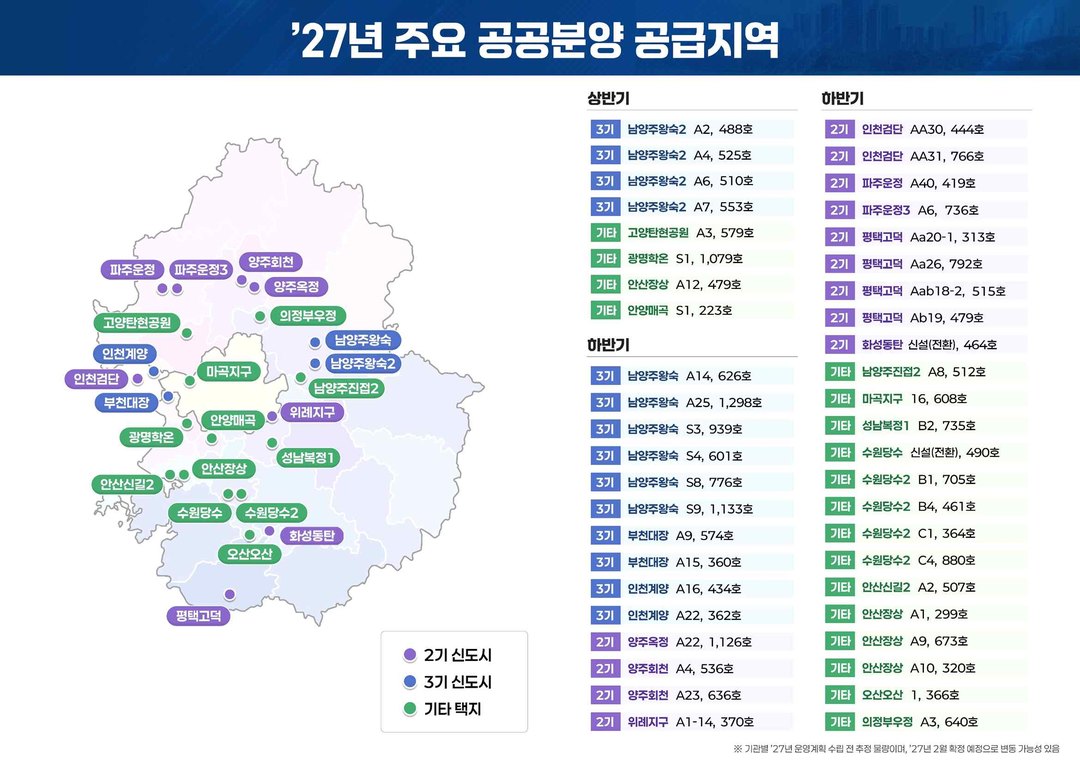 '27년 주요 공공분양 공급지역
파주운정
파주운정3
양주회천
양주옥정
고양탄현공원
의정부우정
인천계양
남양주왕숙
인천검단
마곡지구
남양주왕숙2
부천대장
남양주진접2
안양매곡
위례지구
광명학온
성남복정1
안산장상
안산신길2
수원당수
수원당수2
화성동탄
오산오산
평택고덕
2기 신도시
3기 신도시
기타 택지
상반기
3기 남양주왕숙2 A2, 488호
3기 남양주왕숙2 A4, 525호
3기 남양주왕숙2 A6, 510호
3기 남양주왕숙2 A7, 553호
기타 고양탄현공원 A3, 579호
기타 광명학온 S1, 1,079호
기타 안산장상 A12, 479호
기타 안양매곡 S1, 223호
하반기
3기 남양주왕숙 A14, 626호
3기 남양주왕숙 A25, 1,298호
3기 남양주왕숙 S3, 939호
3기 남양주왕숙 S4, 601호
3기 남양주왕숙 S8, 776호
3기 남양주왕숙 S9, 1,133호
3기 부천대장 A9, 574호
3기 부천대장 A15, 360호
3기 인천계양 A16, 434호
3기 인천계양 A22, 362호
2기 양주옥정 A22, 1,126호
2기 양주회천 A4, 536호
2기 양주회천 A23, 636호
2기 위례지구 A1-14, 370호
하반기
2기 인천검단 AA30, 444호
2기 인천검단 AA31, 766호
2기 파주운정 A40, 419호
2기 파주운정3 A6, 736호
2기 평택고덕 Aa20-1, 313호
2기 평택고덕 Aa26, 792호
2기 평택고덕 Aab18-2, 515호
2기 평택고덕 Ab19, 479호
2기 화성동탄 신설(전환), 464호
기타 남양주진접2 A8, 512호
기타 마곡지구 16, 608호
기타 성남복정1 B2, 735호
기타 수원당수 신설(전환), 490호
기타 수원당수2 B1, 705호
기타 수원당수2 B4, 461호
기타 수원당수2 C1, 364호
기타 수원당수2 C4, 880호
기타 안산신길2 A2, 507호
기타 안산장상 A1, 299호
기타 안산장상 A9, 673호
기타 안산장상 A10, 320호
기타 오산오산 1, 366호
기타 의정부우정 A3, 640호
※ 기관별 '27년 운영계획 수립 전 추정 물량이며, '27년 2월 확정 예정으로 변동 가능성 있음